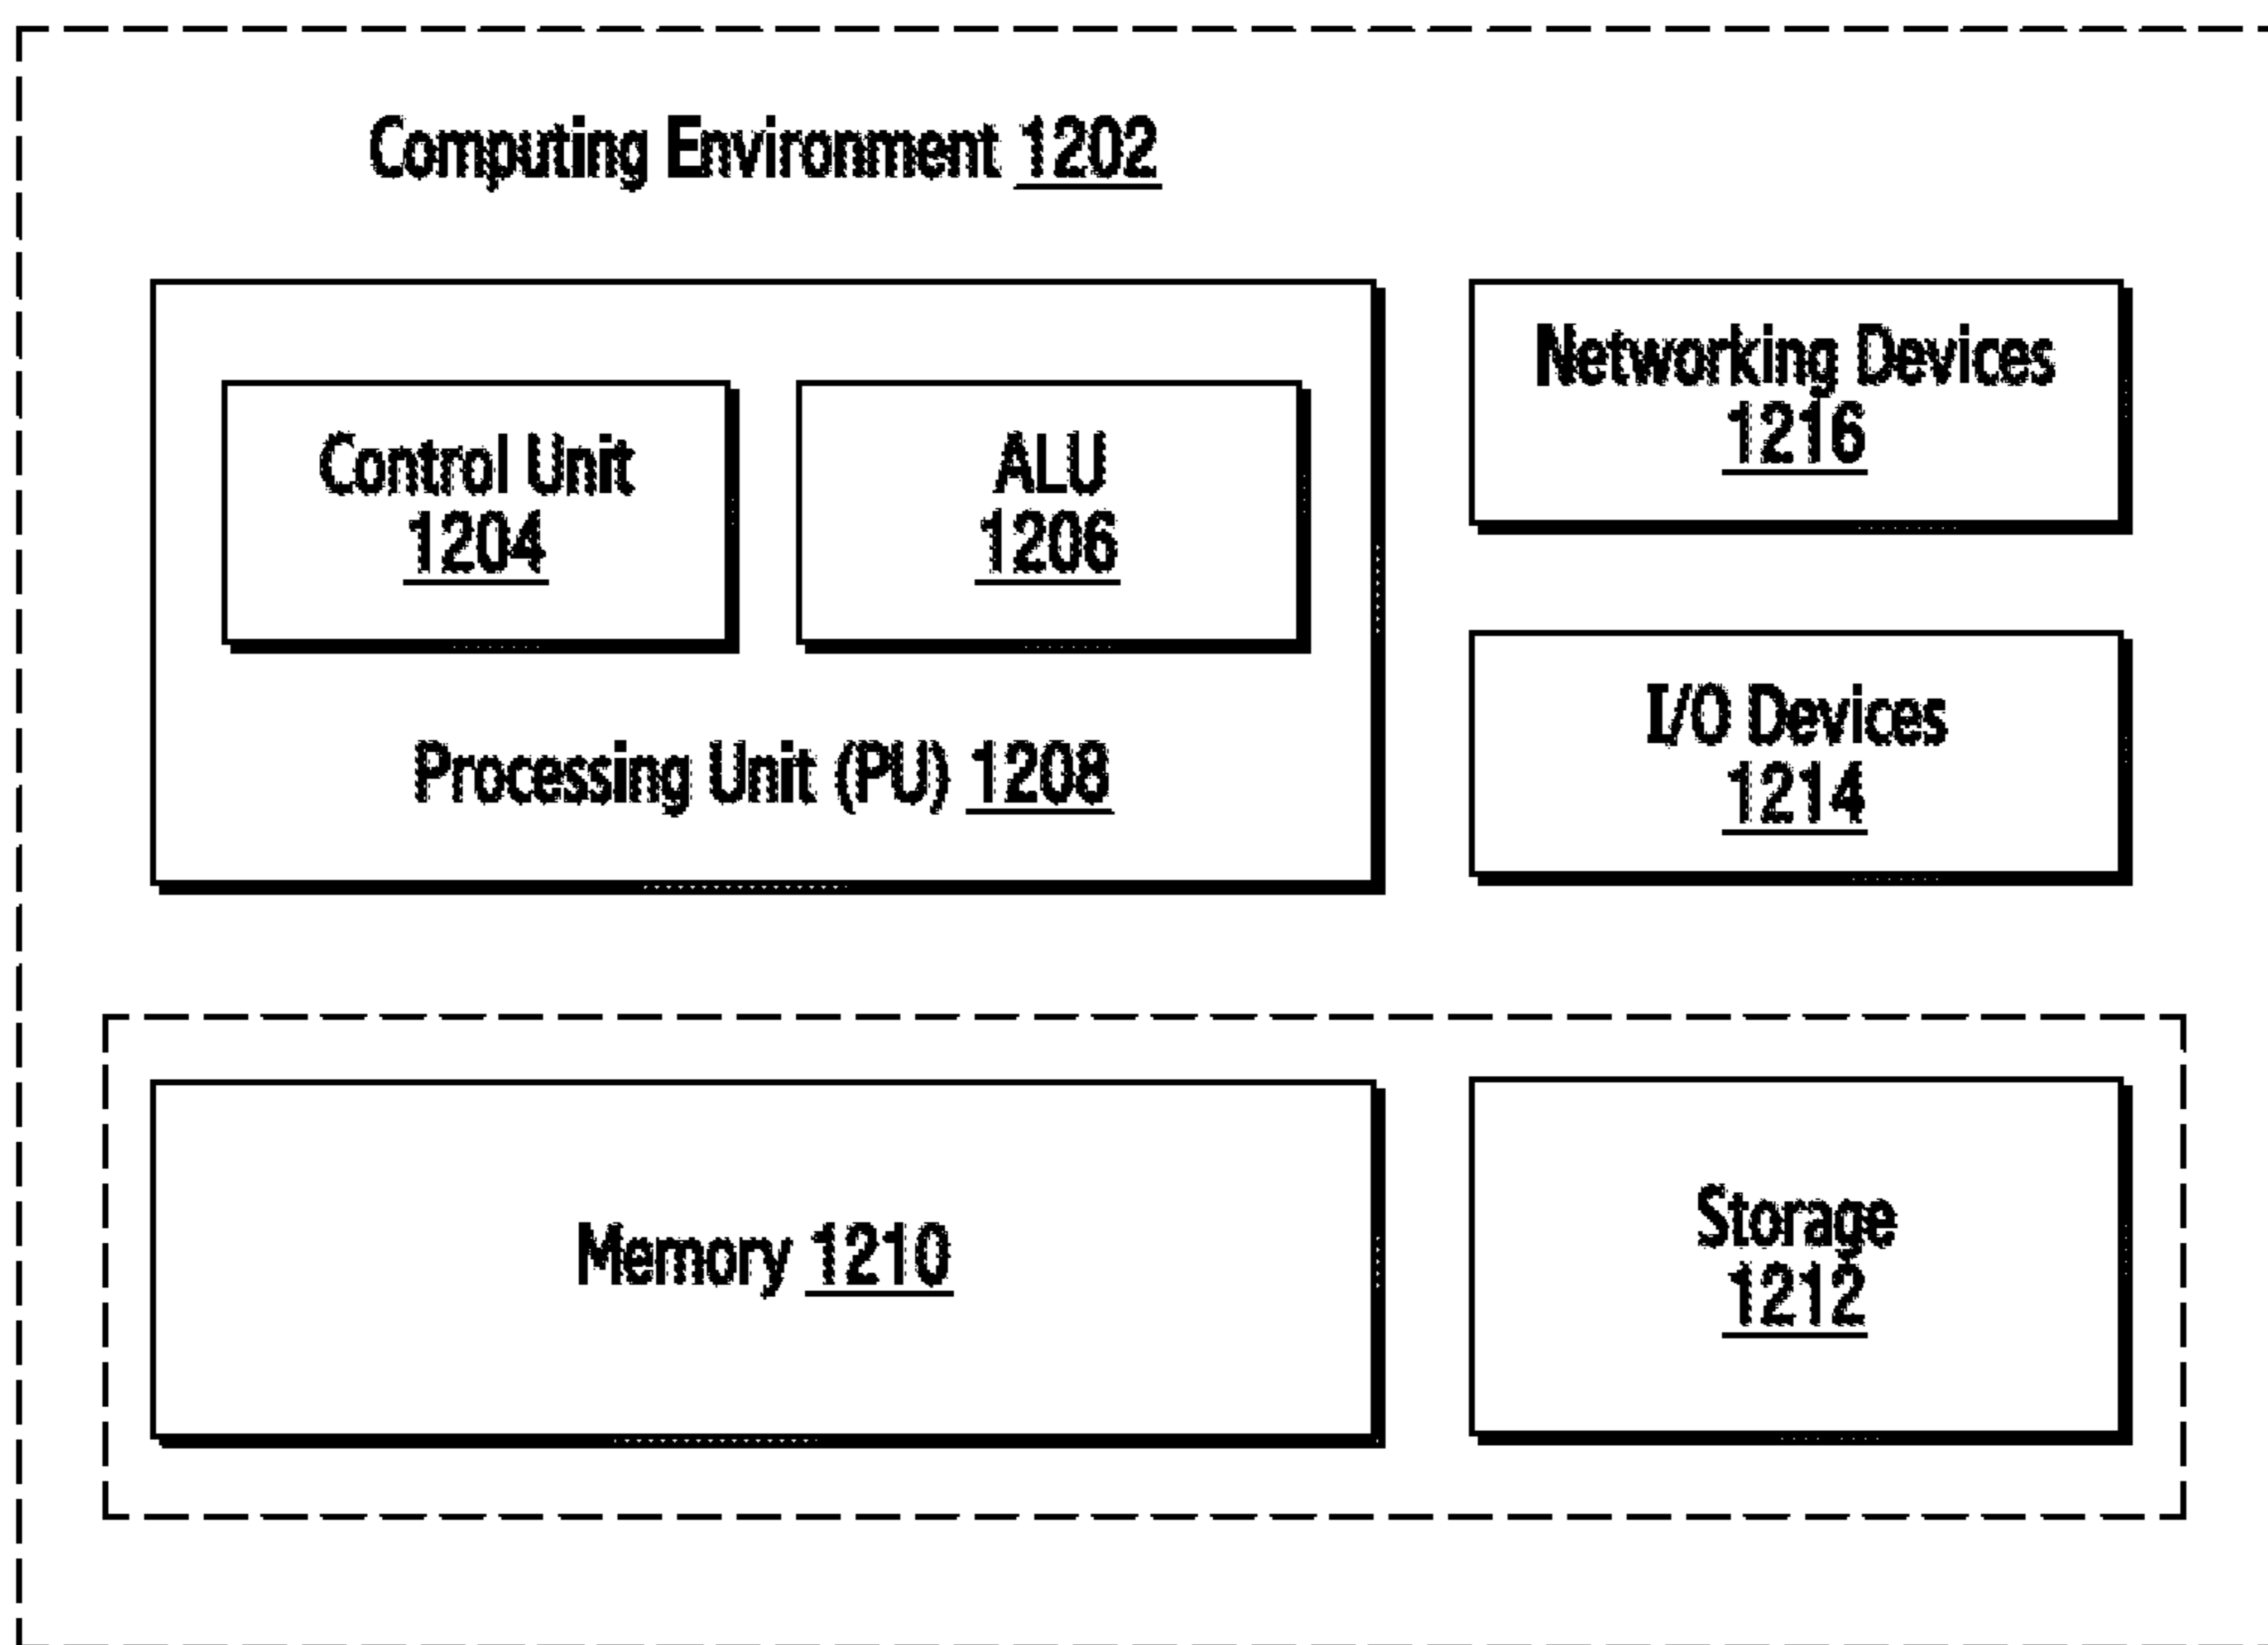 Computing Environment 1202
Control Unit
1204
ALU
1206
Processing Unit (PU) 1208
Networking Devices
1216
I/O Devices
1214
Memory 1210
Storage
1212